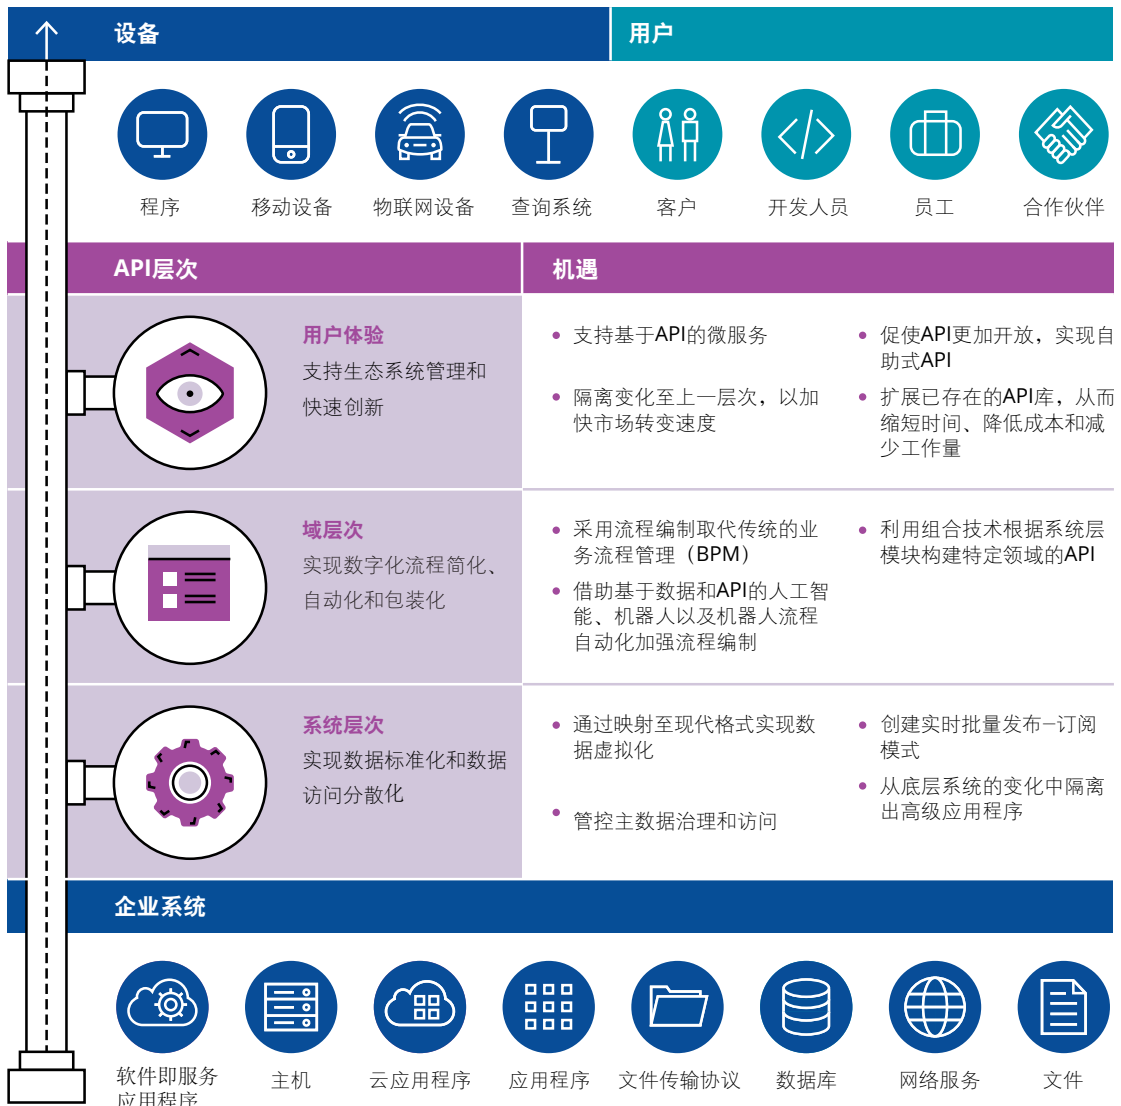 设备
用户
程序
移动设备
物联网设备
查询系统
客户
开发人员
员工
合作伙伴
API层次
机遇
用户体验
支持生态系统管理和
快速创新
支持基于API的微服务
隔离变化至上一层次，以加
快市场转变速度
促使API更加开放，实现自
助式API
扩展已存在的API库，从而
缩短时间、降低成本和减
少工作量
域层次
实现数字化流程简化、
自动化和包装化
采用流程编制取代传统的业
务流程管理（BPM）
借助基于数据和API的人工智
能、机器人以及机器人流程
自动化加强流程编制
利用组合技术根据系统层
模块构建特定领域的API
系统层次
实现数据标准化和数据
访问分散化
通过映射至现代格式实现数
据虚拟化
管控主数据治理和访问
创建实时批量发布–订阅
模式
从底层系统的变化中隔离
出高级应用程序
企业系统
软件即服务
应用程序
主机
云应用程序
应用程序
文件传输协议
数据库
网络服务
文件